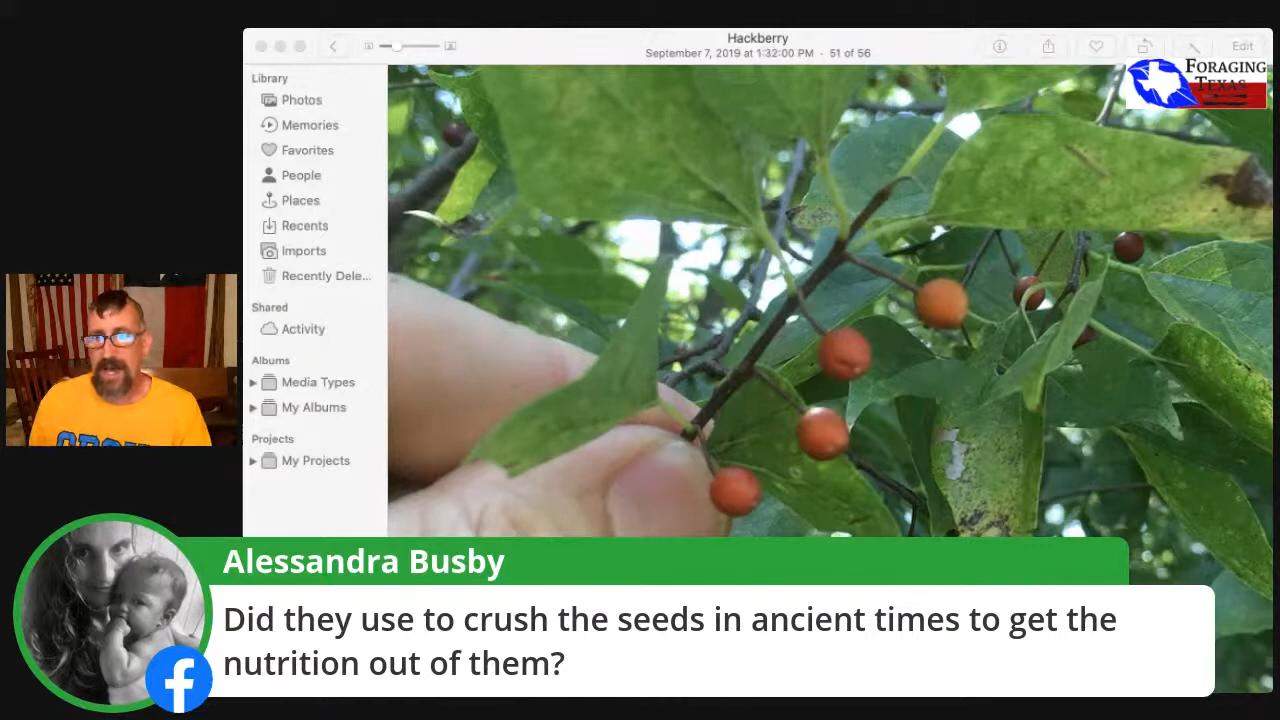 Hackberry
September 7, 2019 at 1:32:00 PM · 51 of 56
Edit
FORAGING
TEXAS
Library
Photos
Memories
Favorites
People
Places
Recents
Imports
Recently Dele...
Shared
Activity
Albums
Media Types
My Albums
Projects
My Projects
Alessandra Busby
Did they use to crush the seeds in ancient times to get the
nutrition out of them?